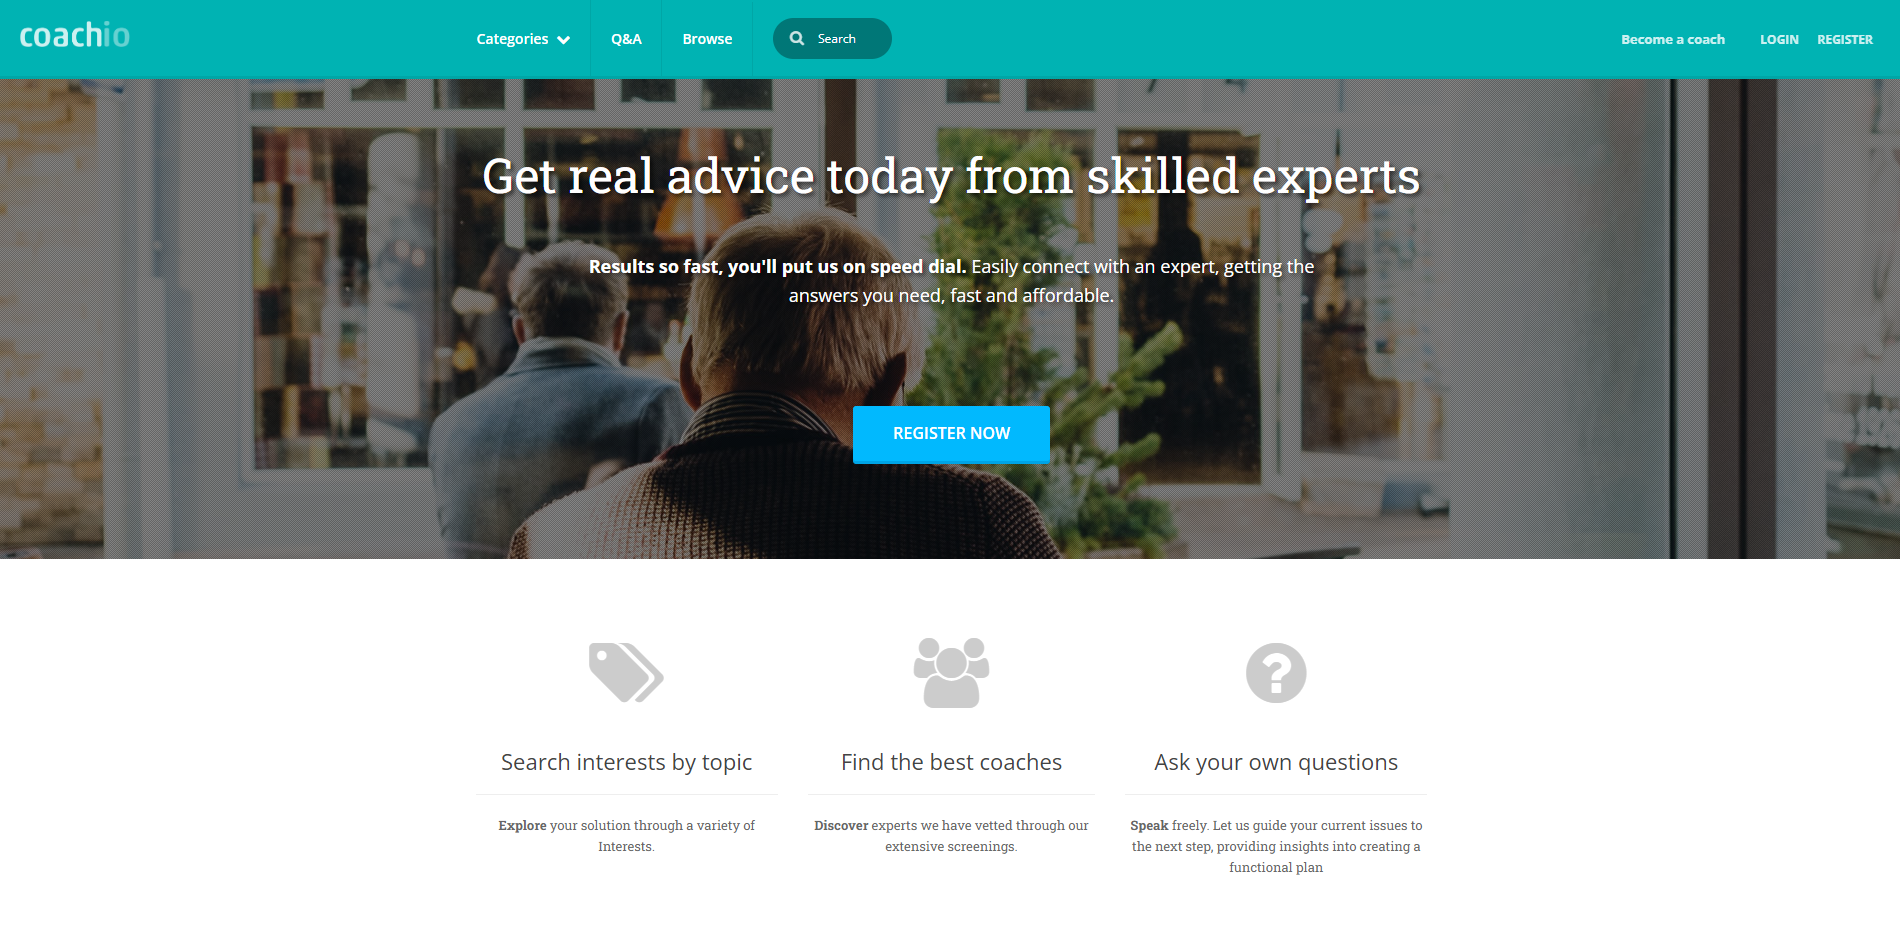 coachio
Categories
Q&A
Browse
Search
Become a coach
LOGIN
REGISTER
Get real advice today from skilled experts
Results so fast, you'll put us on speed dial. Easily connect with an expert, getting the
answers you need, fast and affordable.
REGISTER NOW
Search interests by topic
Explore your solution through a variety of
Interests.
Find the best coaches
Discover experts we have vetted through our
extensive screenings.
Ask your own questions
Speak freely. Let us guide your current issues to
the next step, providing insights into creating a
functional plan